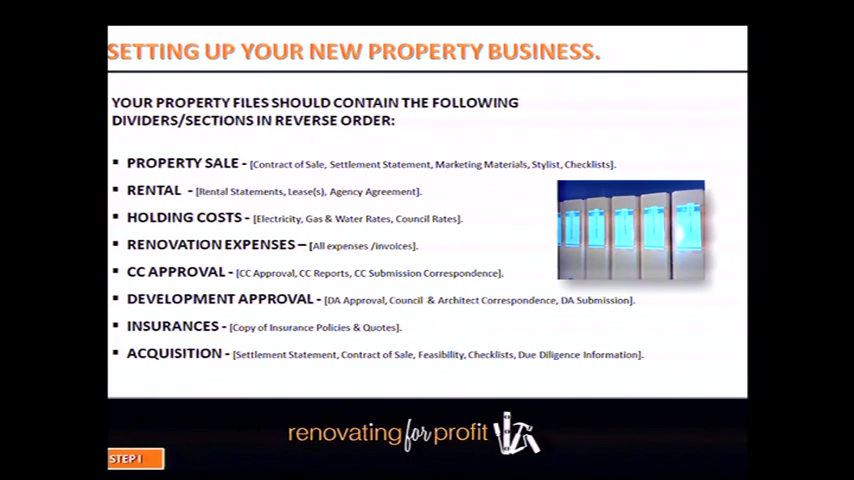 SETTING UP YOUR NEW PROPERTY BUSINESS.
YOUR PROPERTY FILES SHOULD CONTAIN THE FOLLOWING
DIVIDERS/SECTIONS IN REVERSE ORDER:
▪ PROPERTY SALE - [Contract of Sale, Settlement Statement, Marketing Materials, Stylist, Checklists].
▪ RENTAL - [Rental Statements, Lease(s), Agency Agreement].
▪ HOLDING COSTS - [Electricity, Gas & Water Rates, Council Rates].
▪ RENOVATION EXPENSES – [All expenses /invoices].
▪ CC APPROVAL - [CC Approval, CC Reports, CC Submission Correspondence].
▪ DEVELOPMENT APPROVAL - [DA Approval, Council & Architect Correspondence, DA Submission].
▪ INSURANCES - [Copy of Insurance Policies & Quotes].
▪ ACQUISITION - [Settlement Statement, Contract of Sale, Feasibility, Checklists, Due Diligence Information].
renovating for profit
STEP I